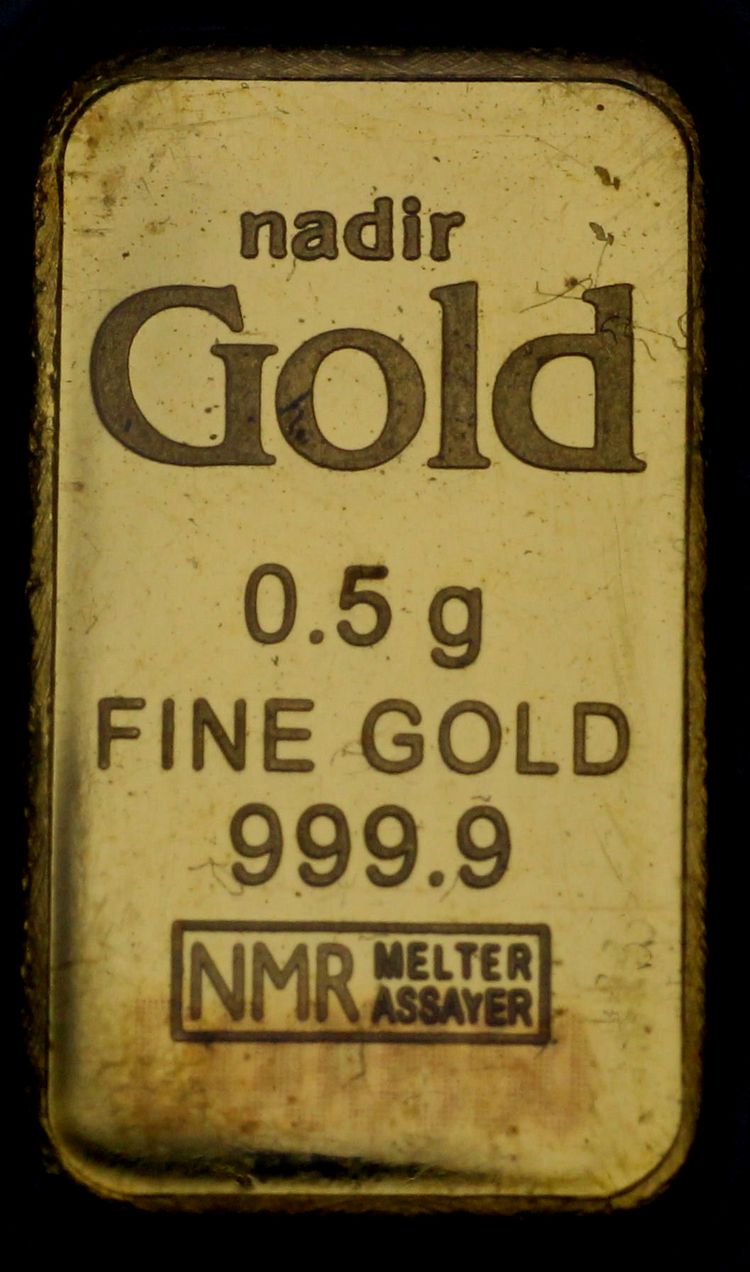 nadir
Gold
0.5 g
FINE GOLD
999.9
NMR MELTER
ASSAYER